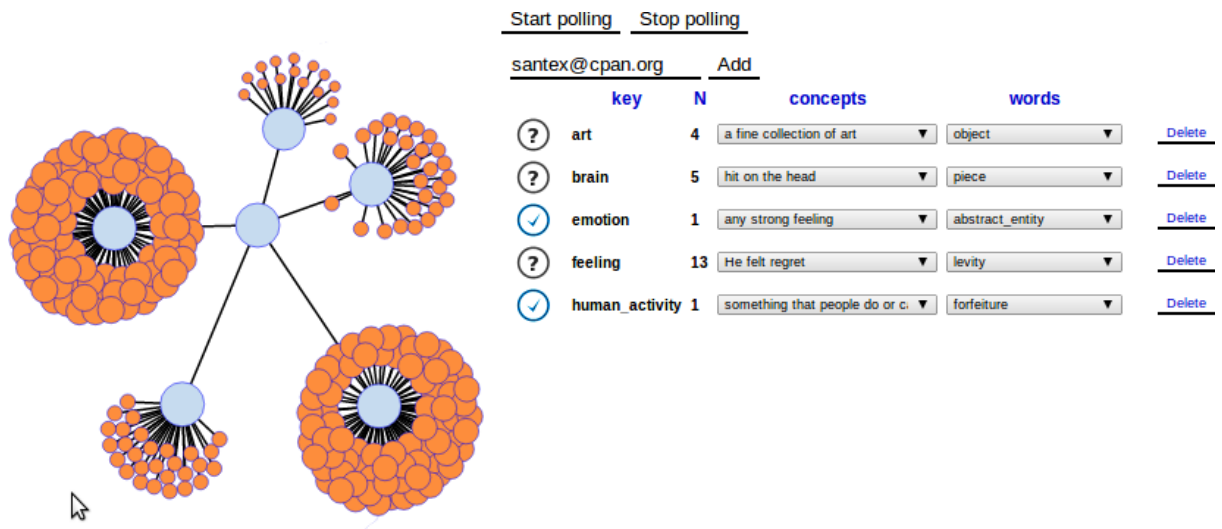 Start polling Stop polling
santex@cpan.org Add
key N concepts words
? art 4 a fine collection of art ▼ object ▼ Delete
? brain 5 hit on the head ▼ piece ▼ Delete
emotion 1 any strong feeling ▼ abstract_entity ▼ Delete
? feeling 13 He felt regret ▼ levity ▼ Delete
human_activity 1 something that people do or c ▼ forfeiture ▼ Delete